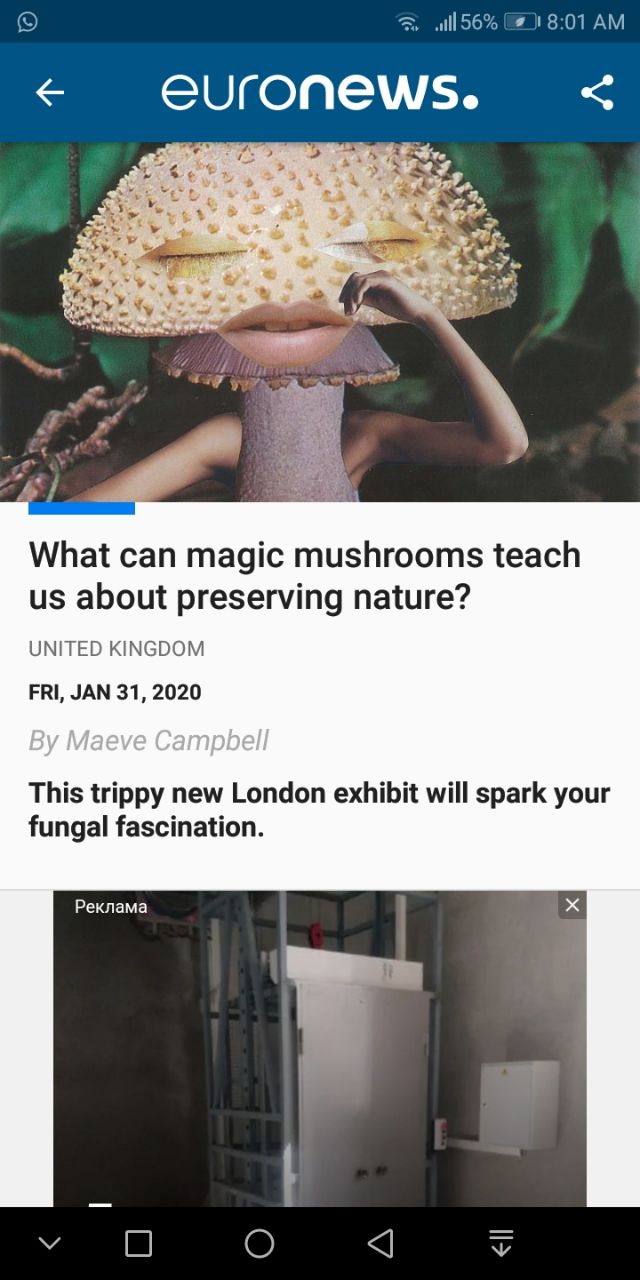 56% 8:01 AM
euronews.
What can magic mushrooms teach
us about preserving nature?
UNITED KINGDOM
FRI, JAN 31, 2020
By Maeve Campbell
This trippy new London exhibit will spark your
fungal fascination.
Реклама